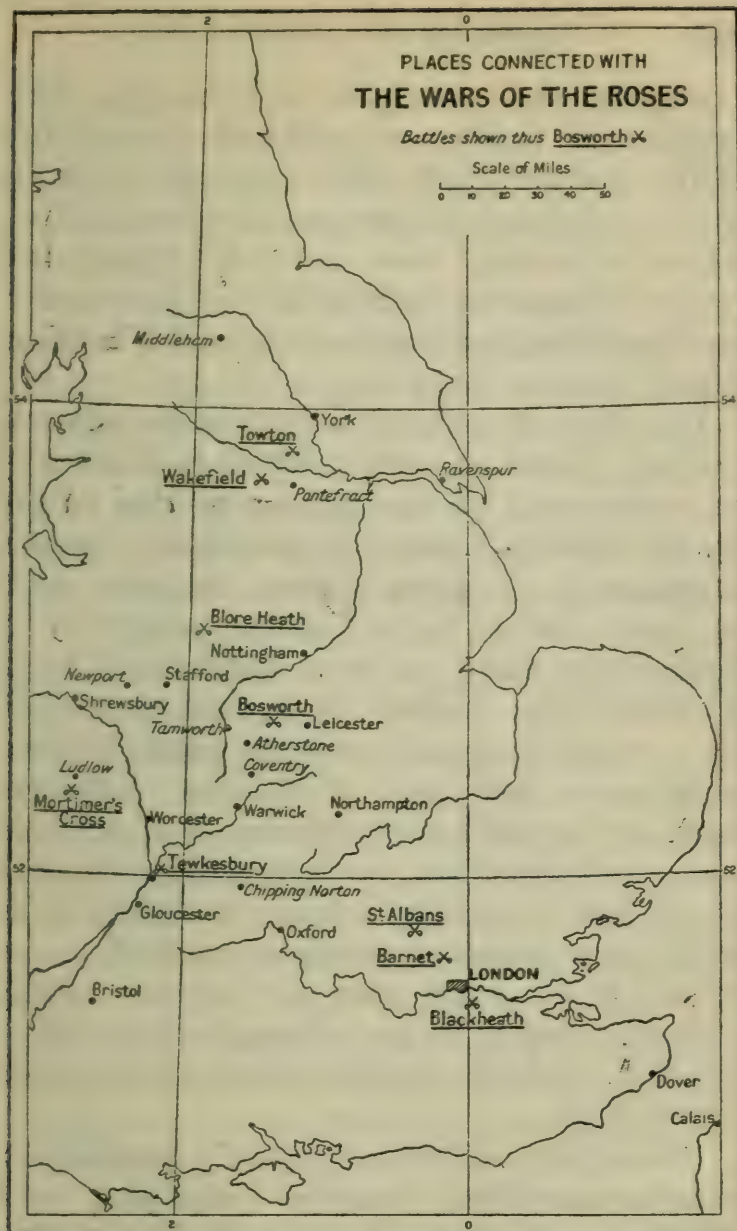 2 0
PLACES CONNECTED WITH
THE WARS OF THE ROSES
Battles shown thus Bosworth
Scale of Miles
0 10 20 30 40 50
Middleham
54 54
York
Towton
Wakefield
Ravenspur
Pontefract
Blore Heath
Nottingham
Newport Stafford
Shrewsbury
Bosworth
Tamworth Leicester
Atherstone
Ludlow Coventry
Mortimer's
Cross
Worcester Warwick Northampton
Tewkesbury
52 52
Chipping Norton
Gloucester
St. Albans
Oxford
Barnet
LONDON
Bristol
Blackheath
Dover
Calais
2 0